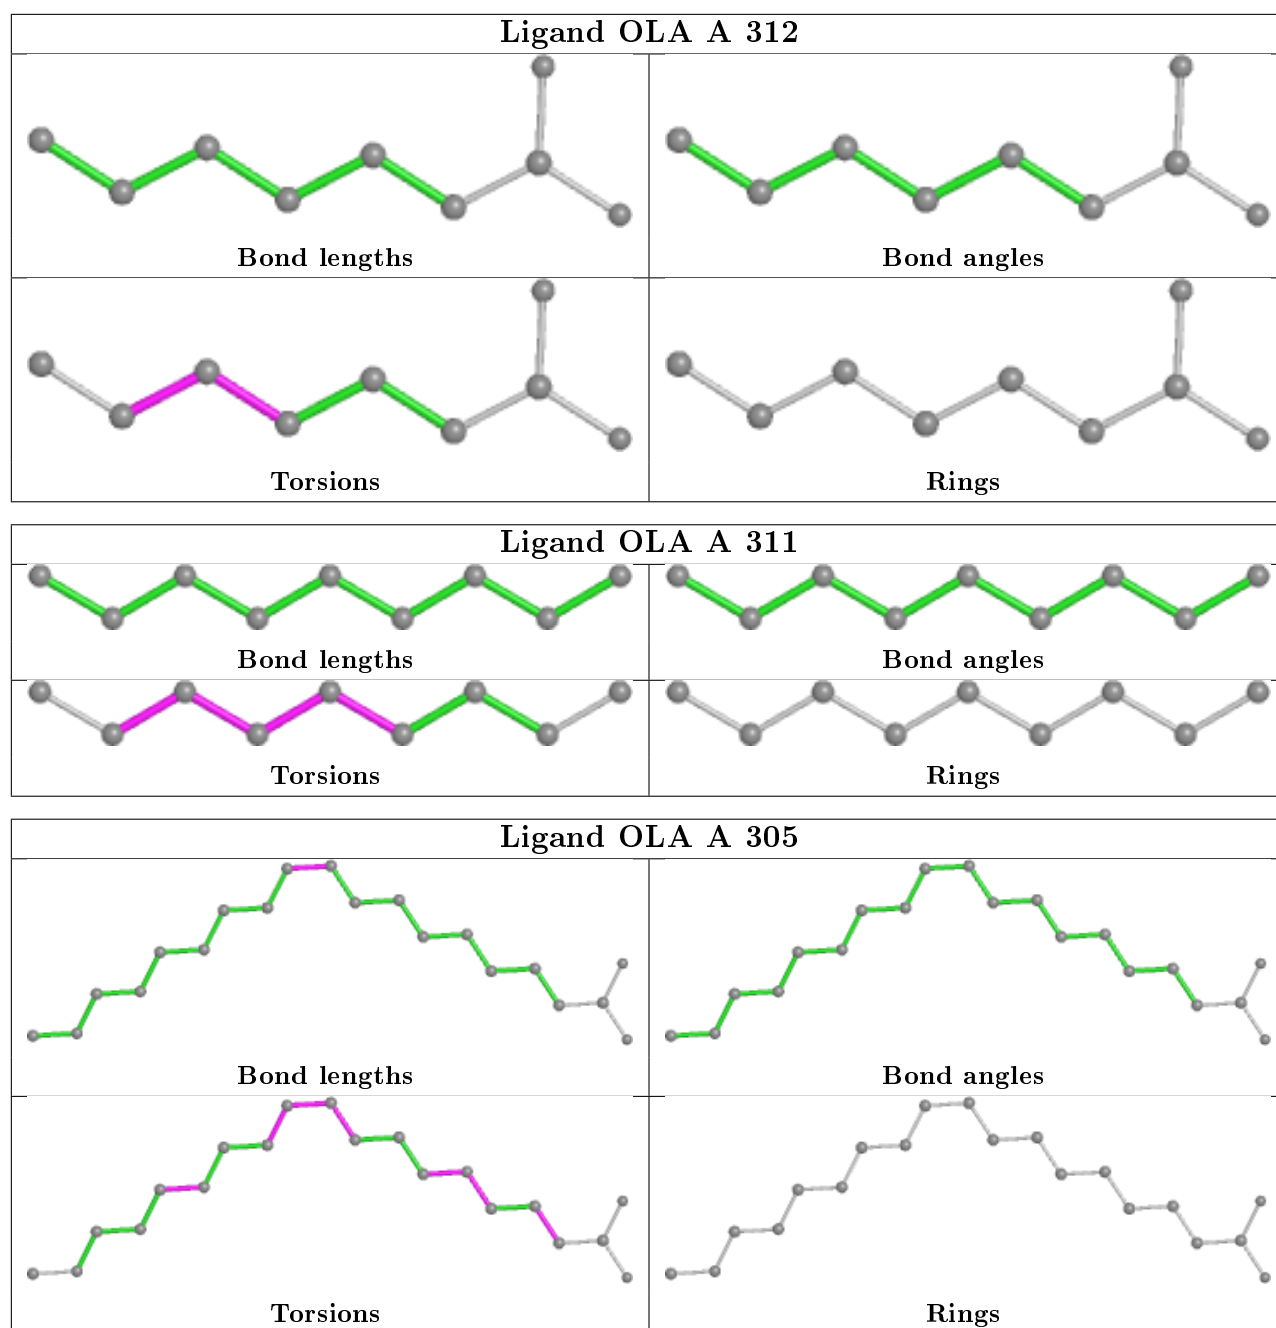 Ligand OLA A 312
Bond lengths
Bond angles
Torsions
Rings
Ligand OLA A 311
Bond lengths
Bond angles
Torsions
Rings
Ligand OLA A 305
Bond lengths
Bond angles
Torsions
Rings